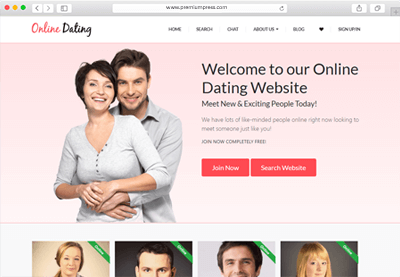 www.premiumpress.com
Online Dating
HOME SEARCH CHAT ABOUT US BLOG SIGN UP/IN
Welcome to our Online
Dating Website
Meet New & Exciting People Today!
We have lots of like-minded people online right now looking to
meet someone just like you!
JOIN NOW COMPLETELY FREE!
Join Now Search Website